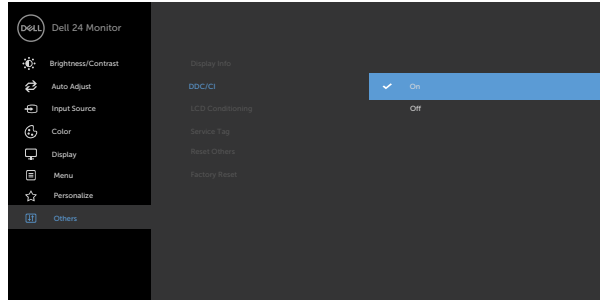 DELL Dell 24 Monitor
Brightness/Contrast
Auto Adjust
Input Source
Color
Display
Menu
Personalize
Others
Display Info
DDC/CI
LCD Conditioning
Service Tag
Reset Others
Factory Reset
On
Off